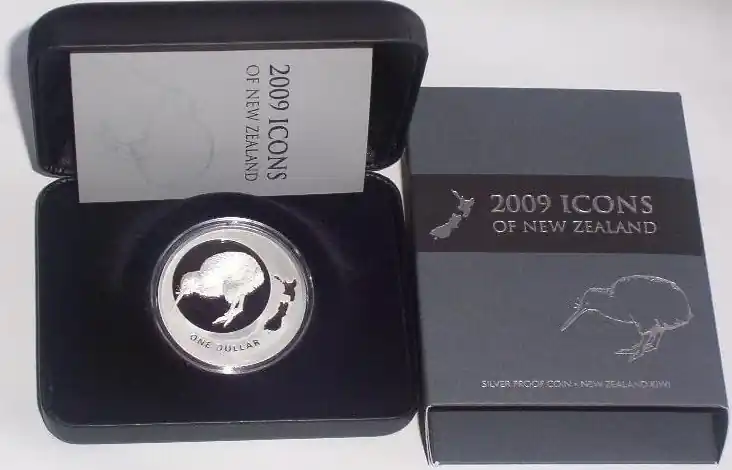 2009 ICONS
OF NEW ZEALAND
ONE DOLLAR
2009 ICONS
OF NEW ZEALAND
SILVER PROOF COIN • NEW ZEALAND KIWI